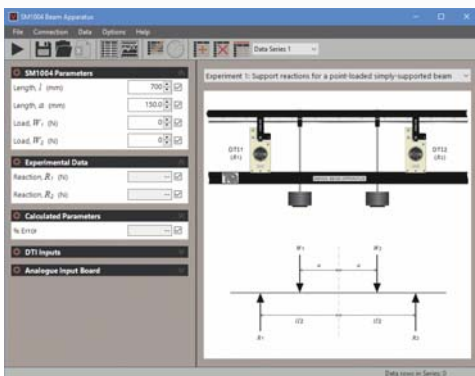 SM1004 Beam Apparatus
File Connection Data Options Help
Data Series 1
SM1004 Parameters
Length, l (mm) 700
Length, a (mm) 150.0
Load, W1 (N) 0
Load, W2 (N) 0
Experimental Data
Reaction, R1 (N) --
Reaction, R2 (N) --
Calculated Parameters
% Error --
DTI Inputs
Analogue Input Board
Experiment 1: Support reactions for a point-loaded simply-supported beam
DTI1
(R1)
DTI2
W1 W2
a a
l/2 l/2
R1 R2
Data rows in Series: 0